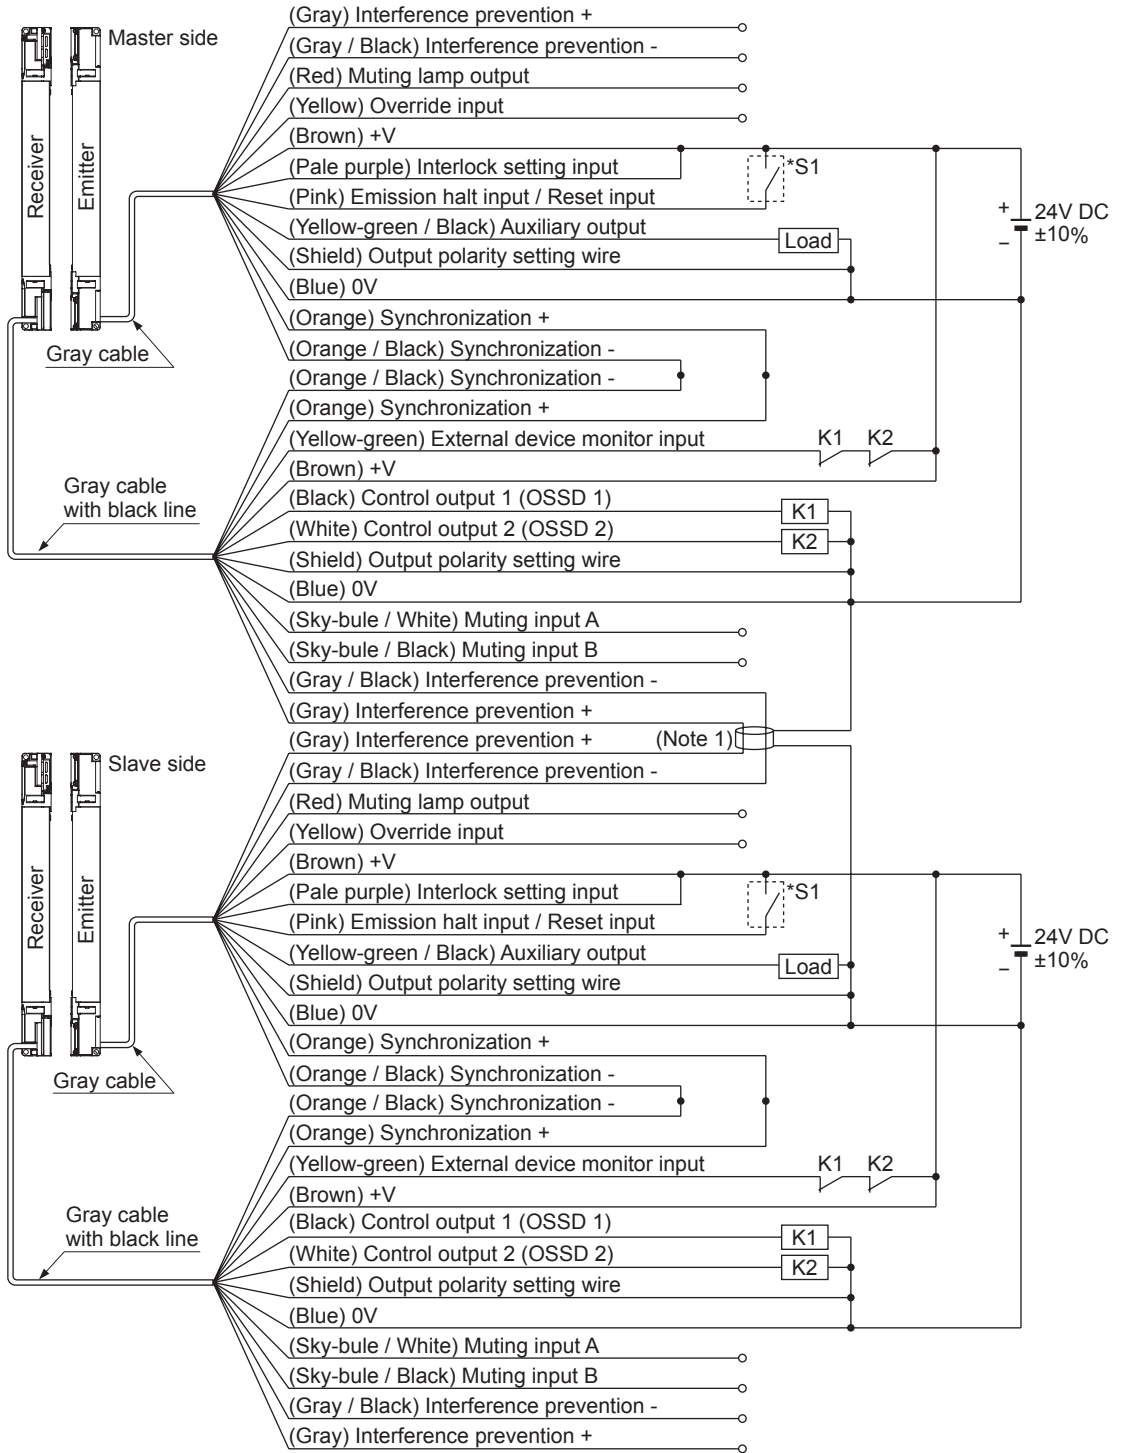 (Gray) Interference prevention +
Master side
(Gray / Black) Interference prevention -
(Red) Muting lamp output
(Yellow) Override input
(Brown) +V
(Pale purple) Interlock setting input
*S1
(Pink) Emission halt input / Reset input
Receiver
Emitter
+
24V DC
±10%
−
(Yellow-green / Black) Auxiliary output
Load
(Shield) Output polarity setting wire
(Blue) 0V
(Orange) Synchronization +
Gray cable
(Orange / Black) Synchronization -
(Orange / Black) Synchronization -
(Orange) Synchronization +
(Yellow-green) External device monitor input
K1
K2
(Brown) +V
Gray cable
with black line
(Black) Control output 1 (OSSD 1)
K1
(White) Control output 2 (OSSD 2)
K2
(Shield) Output polarity setting wire
(Blue) 0V
(Sky-bule / White) Muting input A
(Sky-bule / Black) Muting input B
(Gray / Black) Interference prevention -
(Gray) Interference prevention +
(Gray) Interference prevention +
(Note 1)
Slave side
(Gray / Black) Interference prevention -
(Red) Muting lamp output
(Yellow) Override input
(Brown) +V
(Pale purple) Interlock setting input
*S1
(Pink) Emission halt input / Reset input
Receiver
Emitter
+
24V DC
±10%
−
(Yellow-green / Black) Auxiliary output
Load
(Shield) Output polarity setting wire
(Blue) 0V
(Orange) Synchronization +
Gray cable
(Orange / Black) Synchronization -
(Orange / Black) Synchronization -
(Orange) Synchronization +
(Yellow-green) External device monitor input
K1
K2
(Brown) +V
Gray cable
with black line
(Black) Control output 1 (OSSD 1)
K1
(White) Control output 2 (OSSD 2)
K2
(Shield) Output polarity setting wire
(Blue) 0V
(Sky-bule / White) Muting input A
(Sky-bule / Black) Muting input B
(Gray / Black) Interference prevention -
(Gray) Interference prevention +